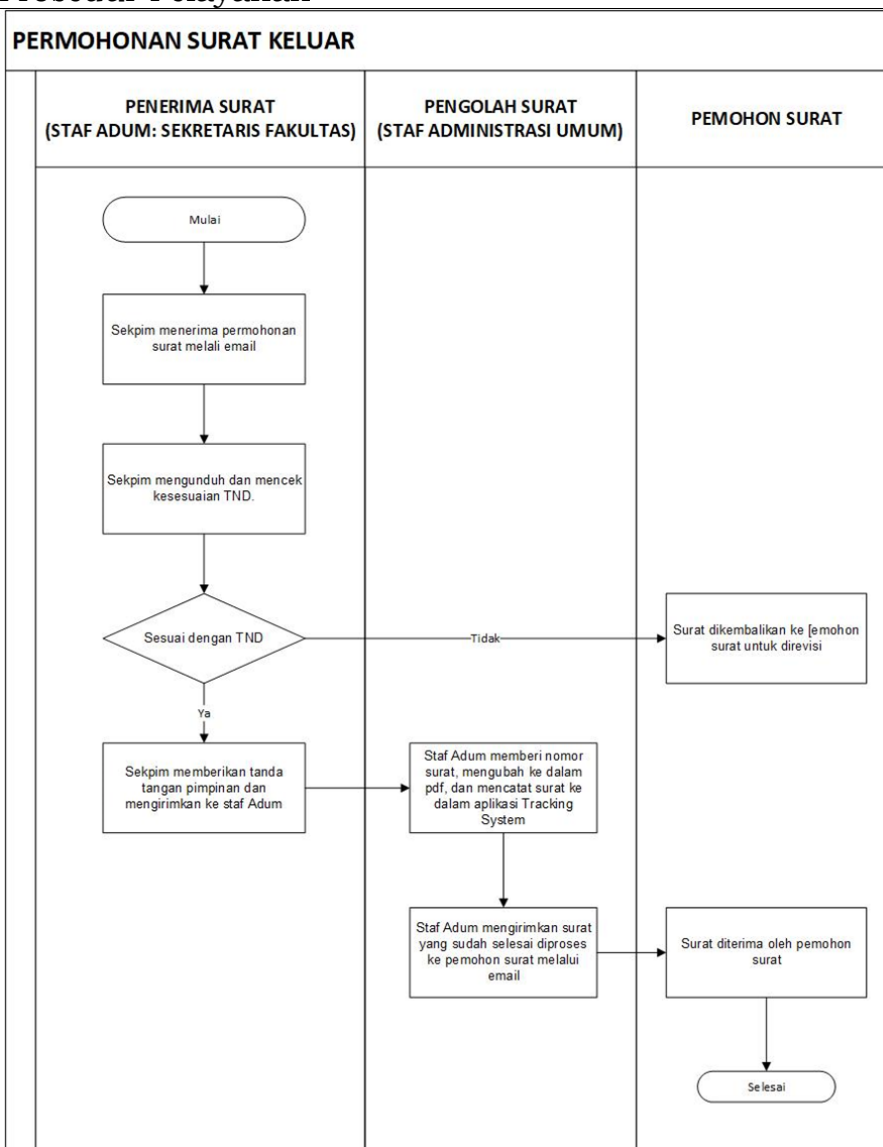 Prosedur Pelayanan
PERMOHONAN SURAT KELUAR
PENERIMA SURAT
(STAF ADUM: SEKRETARIS FAKULTAS)
PENGOLAH SURAT
(STAF ADMINISTRASI UMUM)
PEMOHON SURAT
Mulai
Sekpim menerima permohonan
surat melali email
Sekpim mengunduh dan mencek
kesesuaian TND.
Sesuai dengan TND
Tidak
Surat dikembalikan ke [emohon
surat untuk direvisi
Ya
Sekpim memberikan tanda
tangan pimpinan dan
mengirimkan ke staf Adum
Staf Adum memberi nomor
surat, mengubah ke dalam
pdf, dan mencatat surat ke
dalam aplikasi Tracking
System
Staf Adum mengirimkan surat
yang sudah selesai diproses
ke pemohon surat melalui
email
Surat diterima oleh pemohon
surat
Selesai